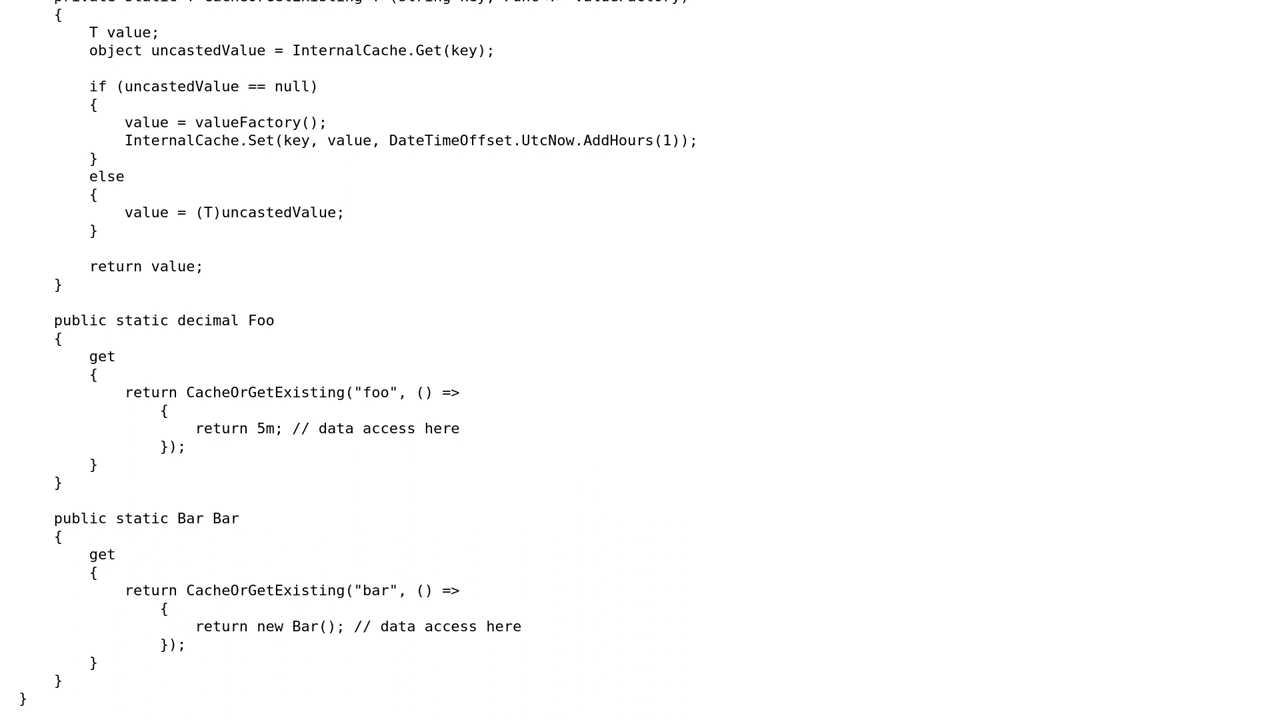 {
T value;
object uncastedValue = InternalCache.Get(key);
if (uncastedValue == null)
{
value = valueFactory();
InternalCache.Set(key, value, DateTimeOffset.UtcNow.AddHours(1));
}
else
{
value = (T)uncastedValue;
}
return value;
}
public static decimal Foo
{
get
{
return CacheOrGetExisting("foo", () =>
{
return 5m; // data access here
});
}
}
public static Bar Bar
{
get
{
return CacheOrGetExisting("bar", () =>
{
return new Bar(); // data access here
});
}
}
}